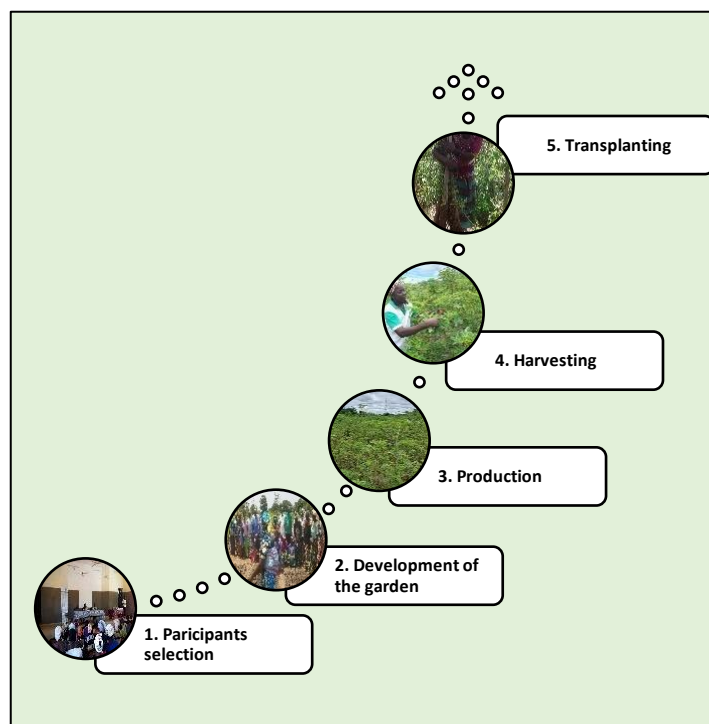 1. Paricipants
selection
2. Development of
the garden
3. Production
4. Harvesting
5. Transplanting